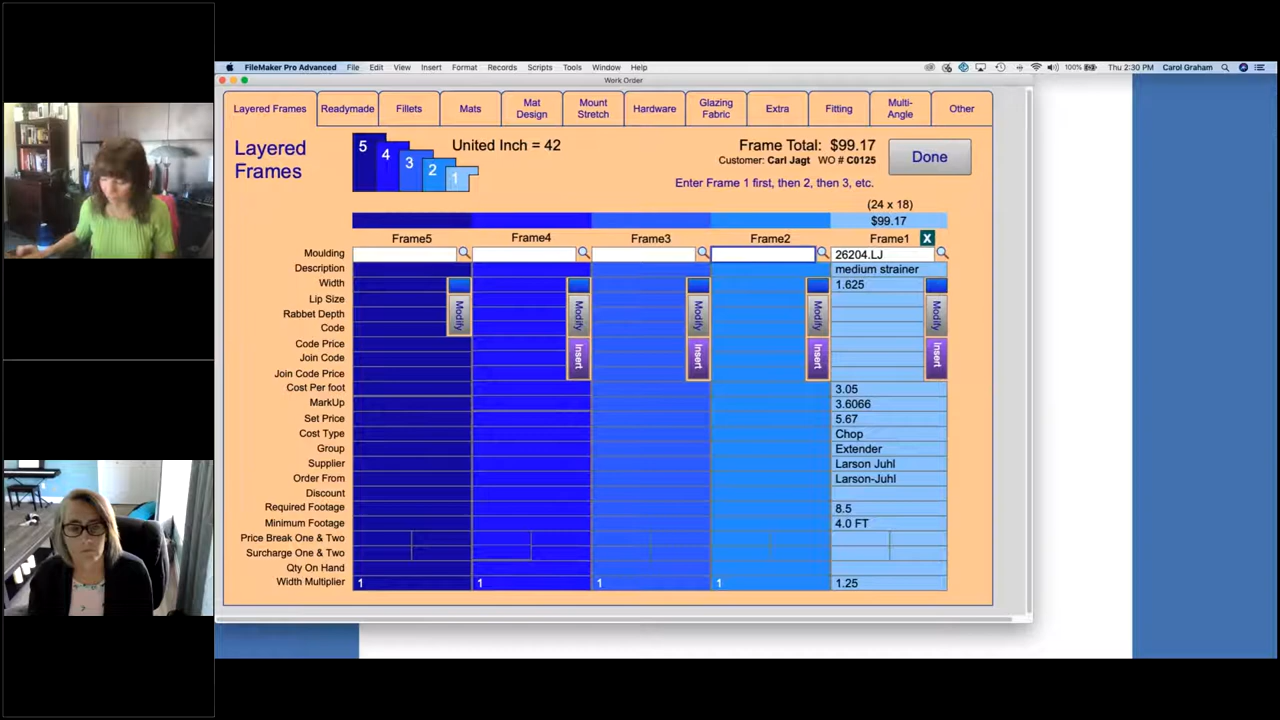 FileMaker Pro Advanced File Edit View Insert Format Records Scripts Tools Window Help 100% Thu 2:30 PM Carol Graham
Work Order
Layered Frames Readymade Fillets Mats Mat Design Mount Stretch Hardware Glazing Fabric Extra Fitting Multi-Angle Other
Layered Frames
5 4 3 2 1
United Inch = 42
Frame Total: $99.17
Customer: Carl Jagt WO # C0125
Done
Enter Frame 1 first, then 2, then 3, etc.
(24 x 18)
$99.17
Frame5 Frame4 Frame3 Frame2 Frame1 X
Moulding 26204.LJ
Description medium strainer
Width 1.625
Lip Size
Rabbet Depth
Modify Modify Modify Modify Modify
Code
Code Price
Insert Insert Insert Insert
Join Code
Join Code Price
Cost Per foot 3.05
MarkUp 3.6066
Set Price 5.67
Cost Type Chop
Group Extender
Supplier Larson Juhl
Order From Larson-Juhl
Discount
Required Footage 8.5
Minimum Footage 4.0 FT
Price Break One & Two
Surcharge One & Two
Qty On Hand
Width Multiplier 1 1 1 1 1.25